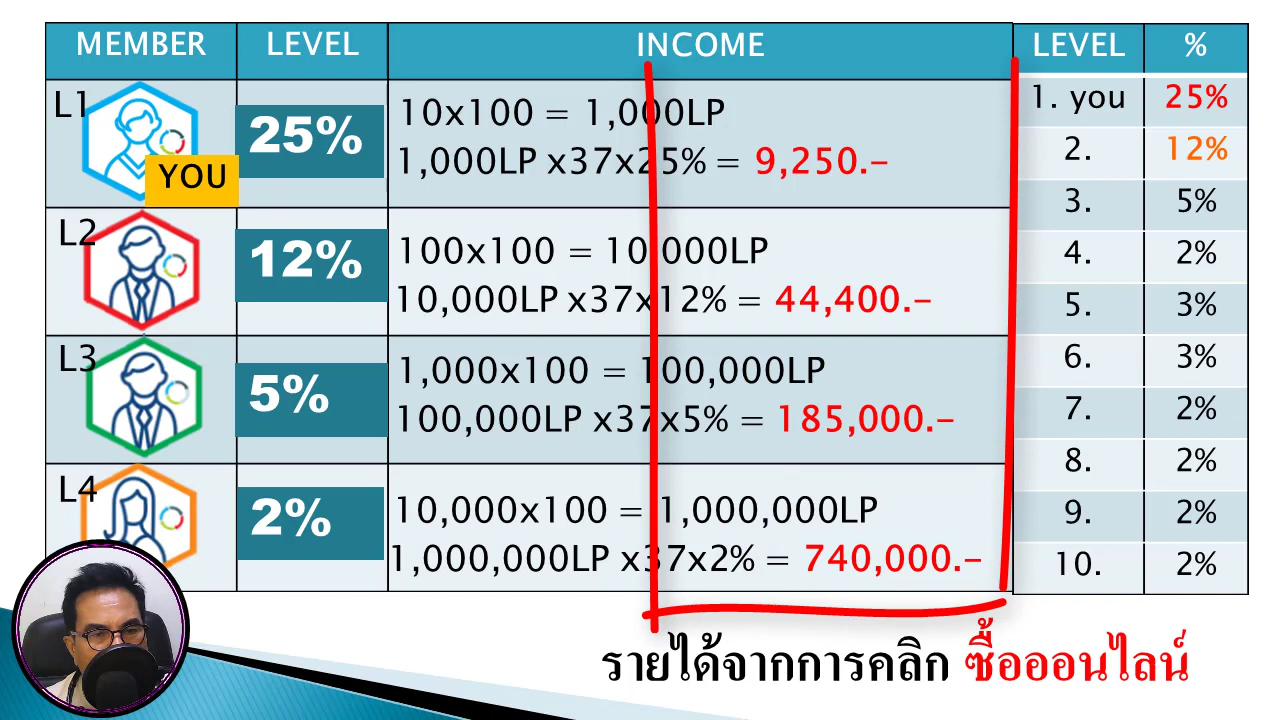 MEMBER LEVEL INCOME LEVEL %
L1 YOU 25%
10x100 = 1,000LP
1,000LP x37x25% = 9,250.-
L2 12%
100x100 = 10,000LP
10,000LP x37x12% = 44,400.-
L3 5%
1,000x100 = 100,000LP
100,000LP x37x5% = 185,000.-
L4 2%
10,000x100 = 1,000,000LP
1,000,000LP x37x2% = 740,000.-
1. you 25%
2. 12%
3. 5%
4. 2%
5. 3%
6. 3%
7. 2%
8. 2%
9. 2%
10. 2%
รายได้จากการคลิก ซื้อออนไลน์